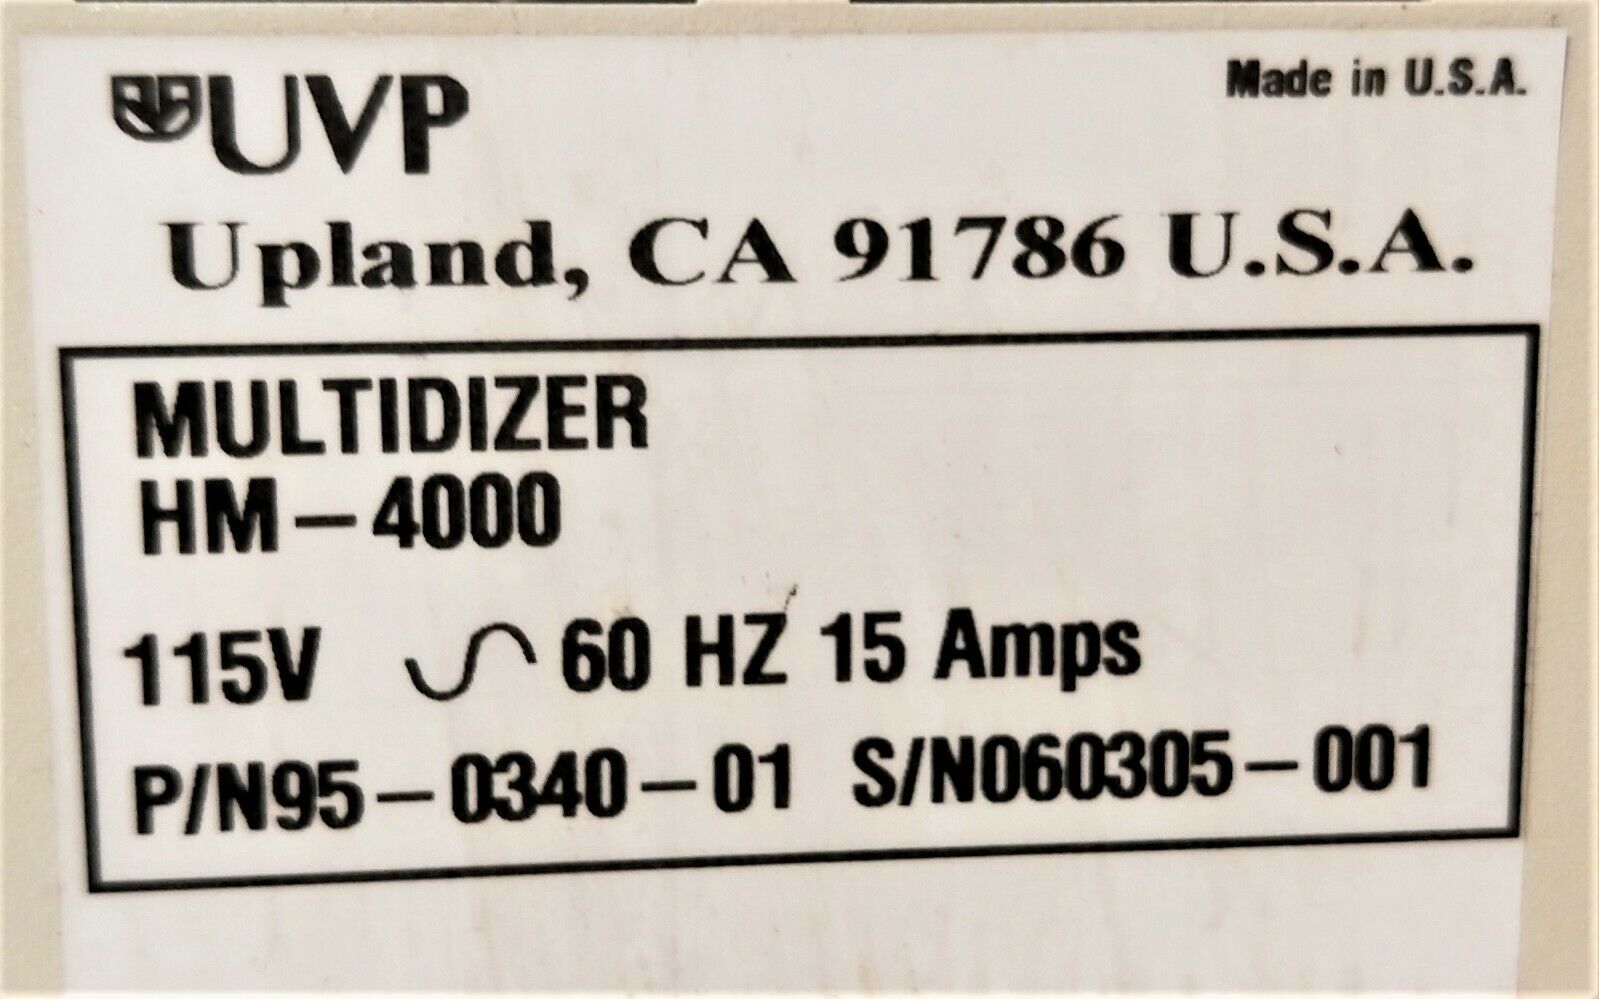 UVP
Made in U.S.A.
Upland, CA 91786 U.S.A.
MULTIDIZER
HM-4000
115V ∿ 60 HZ 15 Amps
P/N95-0340-01 S/N060305-001